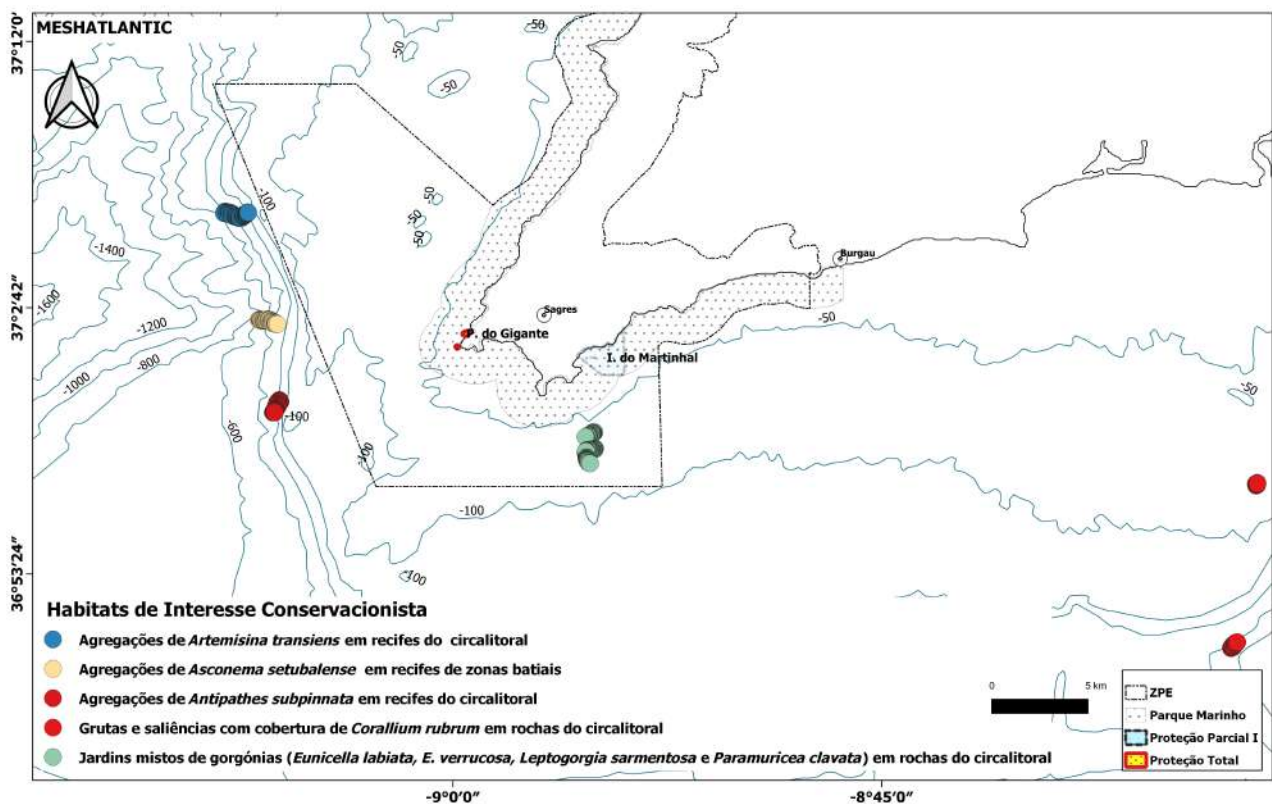 MESHATLANTIC
37°12′0″
37°2′42″
36°53′24″
-9°0′0″
-8°45′0″
-50
-50
-50
-50
-50
-50
-100
-1400
-1600
-1200
-1000
-800
-600
-100
-100
-100
-100
-50
-50
P. do Gigante
Sagres
Burgau
I. do Martinhal
Habitats de Interesse Conservacionista
Agregações de Artemisina transiens em recifes do circalitoral
Agregações de Asconema setubalense em recifes de zonas batiais
Agregações de Antipathes subpinnata em recifes do circalitoral
Grutas e saliências com cobertura de Corallium rubrum em rochas do circalitoral
Jardins mistos de gorgónias (Eunicella labiata, E. verrucosa, Leptogorgia sarmentosa e Paramuricea clavata) em rochas do circalitoral
0 5 km
ZPE
Parque Marinho
Proteção Parcial I
Proteção Total